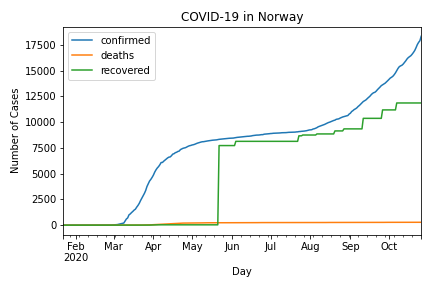 COVID-19 in Norway
confirmed
deaths
recovered
Number of Cases
17500
15000
12500
10000
7500
5000
2500
0
Feb Mar Apr May Jun Jul Aug Sep Oct
2020
Day